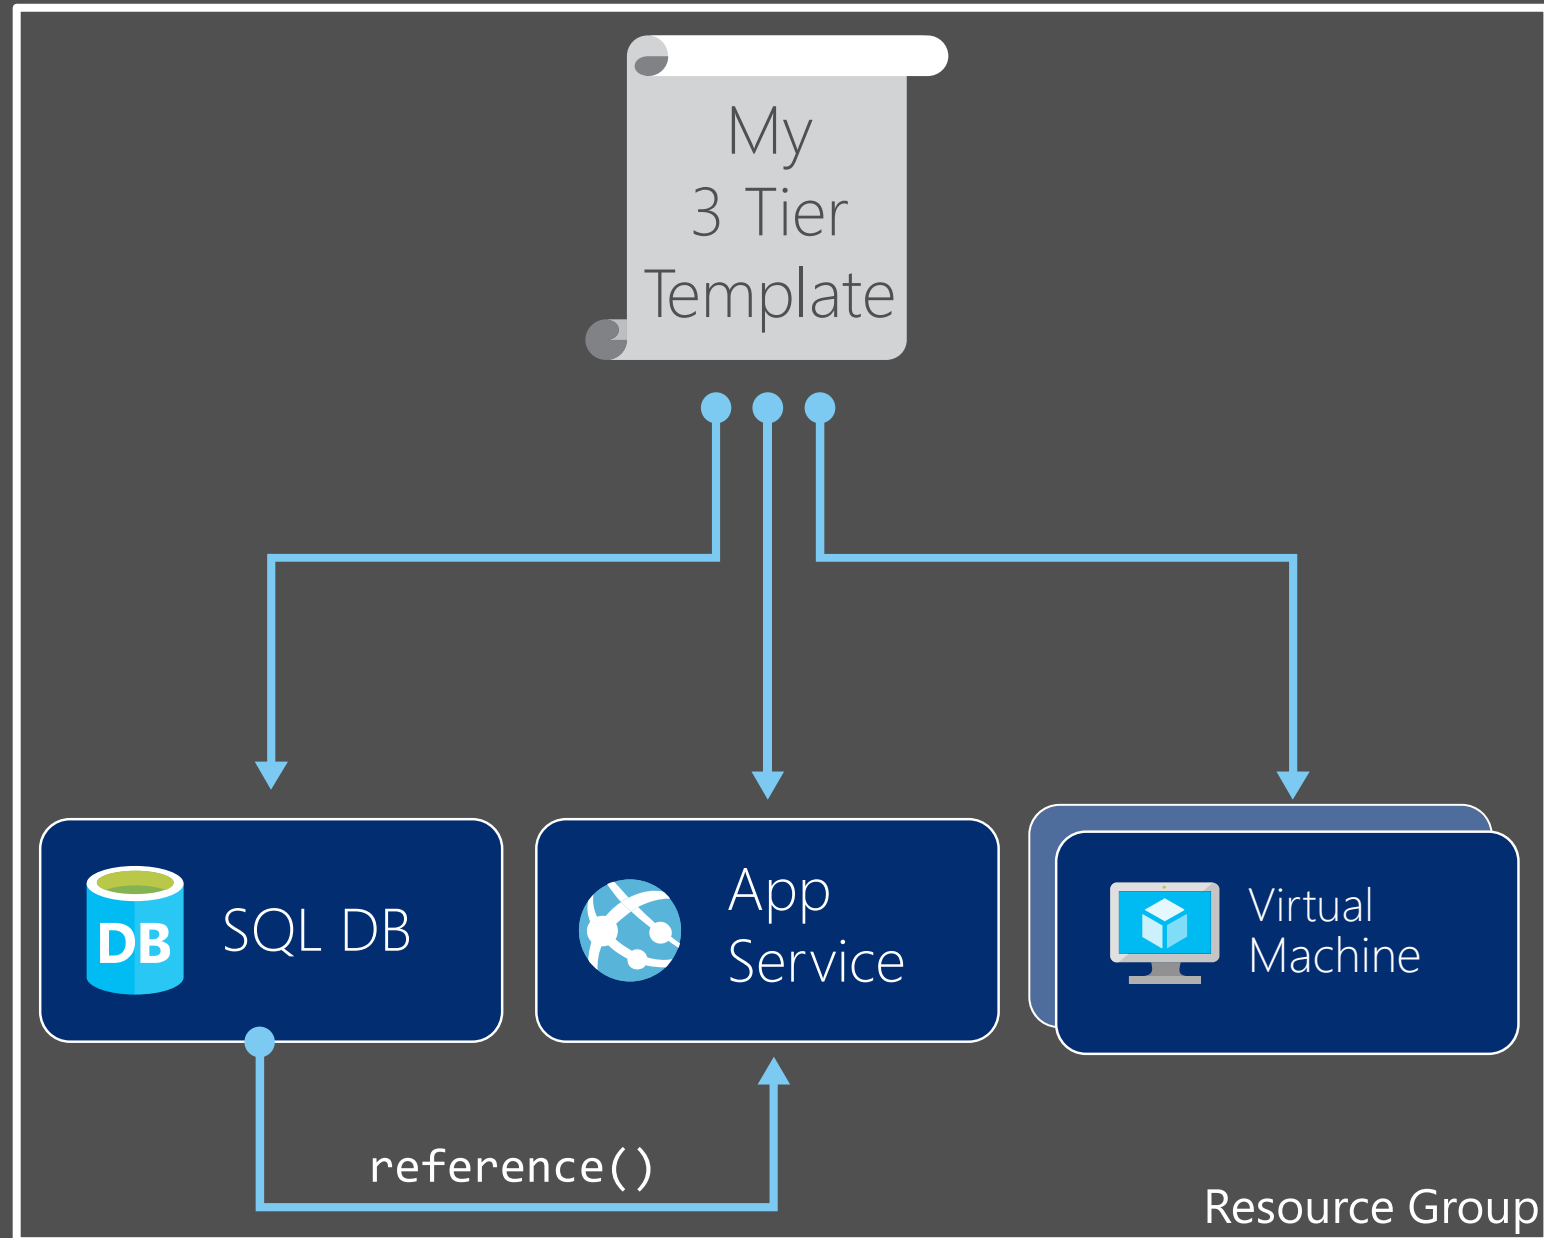 My
3 Tier
Template
DB
SQL DB
App
Service
Virtual
Machine
reference()
Resource Group